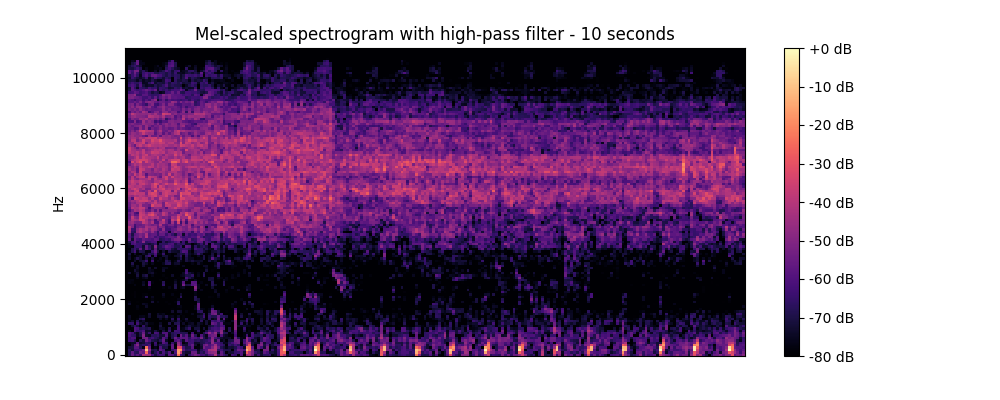 Mel-scaled spectrogram with high-pass filter - 10 seconds
Hz
10000
8000
6000
4000
2000
0
+0 dB
-10 dB
-20 dB
-30 dB
-40 dB
-50 dB
-60 dB
-70 dB
-80 dB